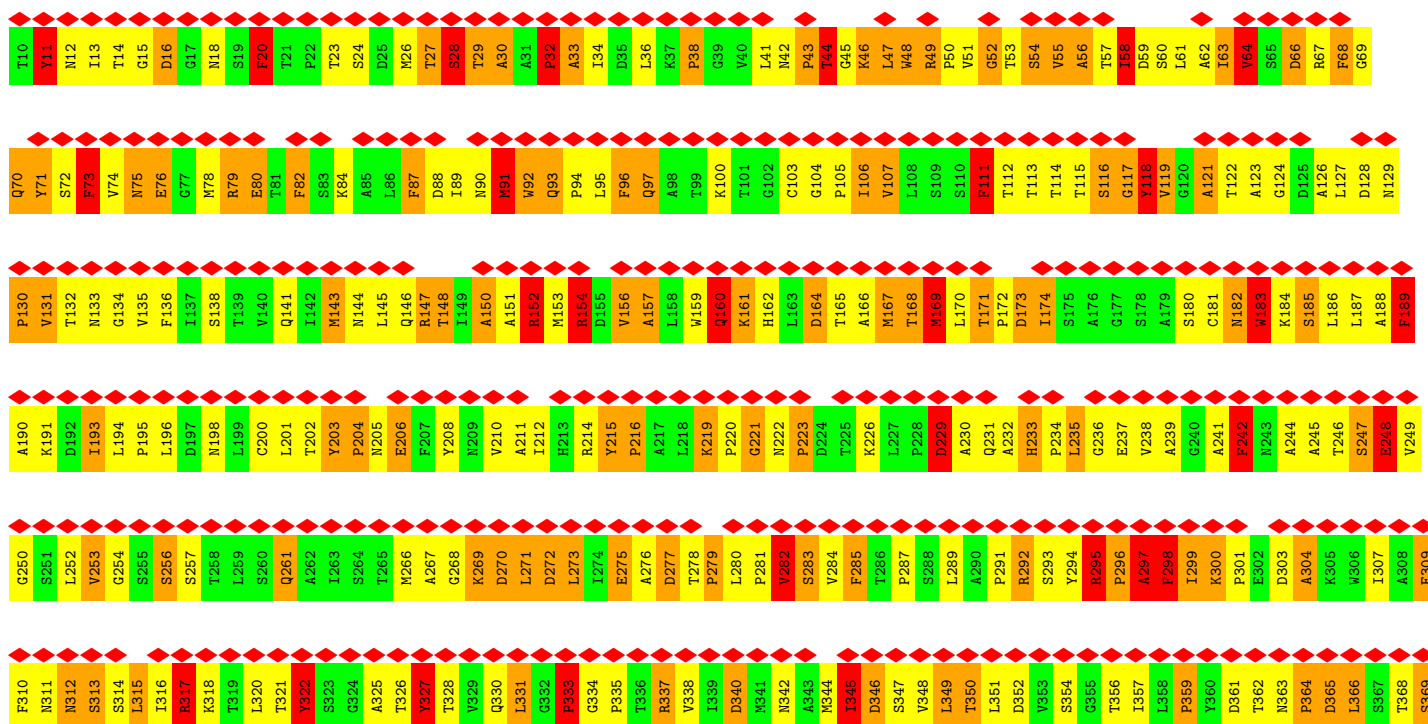 T10 Y11 N12 I13 T14 G15 D16 G17 N18 S19 F20 T21 P22 T23 S24 D25 M26 T27 S28 T29 A30 A31 P32 A33 I34 D35 L36 K37 P38 G39 V40 L41 N42 P43 T44 G45 K46 L47 W48 R49 P50 V51 G52 T53 S54 V55 A56 T57 I58 D59 S60 L61 A62 I63 V64 S65 D66 R67 F68 G69
Q70 Y71 S72 F73 V74 N75 E76 G77 M78 R79 E80 T81 F82 S83 K84 A85 L86 F87 D88 I89 N90 M91 W92 Q93 P94 L95 F96 Q97 A98 T99 K100 T101 G102 C103 G104 P105 I106 V107 L108 S109 S110 F111 T112 T113 T114 T115 S116 G117 Y118 V119 G120 A121 T122 A123 G124 D125 A126 L127 D128 N129
P130 V131 T132 N133 G134 V135 F136 I137 S138 T139 V140 Q141 I142 M143 N144 L145 Q146 R147 T148 I149 A150 A151 R152 M153 R154 D155 V156 A157 L158 W159 Q160 K161 H162 L163 D164 T165 A166 M167 T168 M169 L170 T171 P172 D173 I174 S175 A176 G177 S178 A179 S180 C181 N182 W183 K184 S185 L186 L187 A188 F189
A190 K191 D192 I193 L194 P195 L196 D197 N198 L199 C200 L201 T202 Y203 P204 N205 E206 F207 Y208 N209 V210 A211 I212 H213 R214 Y215 P216 A217 L218 K219 P220 G221 N222 P223 D224 T225 K226 L227 P228 D229 A230 Q231 A232 H233 P234 L235 G236 E237 V238 A239 G240 A241 F242 N243 A244 A245 T246 S247 E248 V249
G250 S251 L252 V253 G254 S255 S256 S257 T258 L259 S260 Q261 A262 I263 S264 T265 M266 A267 G268 K269 D270 L271 D272 L273 I274 E275 A276 D277 T278 P279 L280 P281 V282 S283 V284 F285 T286 P287 S288 L289 A290 P291 R292 S293 Y294 R295 P296 A297 F298 I299 K300 P301 E302 D303 A304 K305 W306 I307 A308
F310 N311 N312 S313 S314 L315 I316 R317 K318 T319 L320 T321 Y322 S323 G324 A325 T326 Y327 T328 V329 Q330 L331 G332 P333 G334 P335 T336 R337 V338 I339 D340 M341 N342 A343 M344 I345 D346 S347 V348 L349 T350 L351 D352 V353 S354 G355 T356 I357 L358 P359 Y360 D361 T362 N363 P364 D365 L366 S367 T368